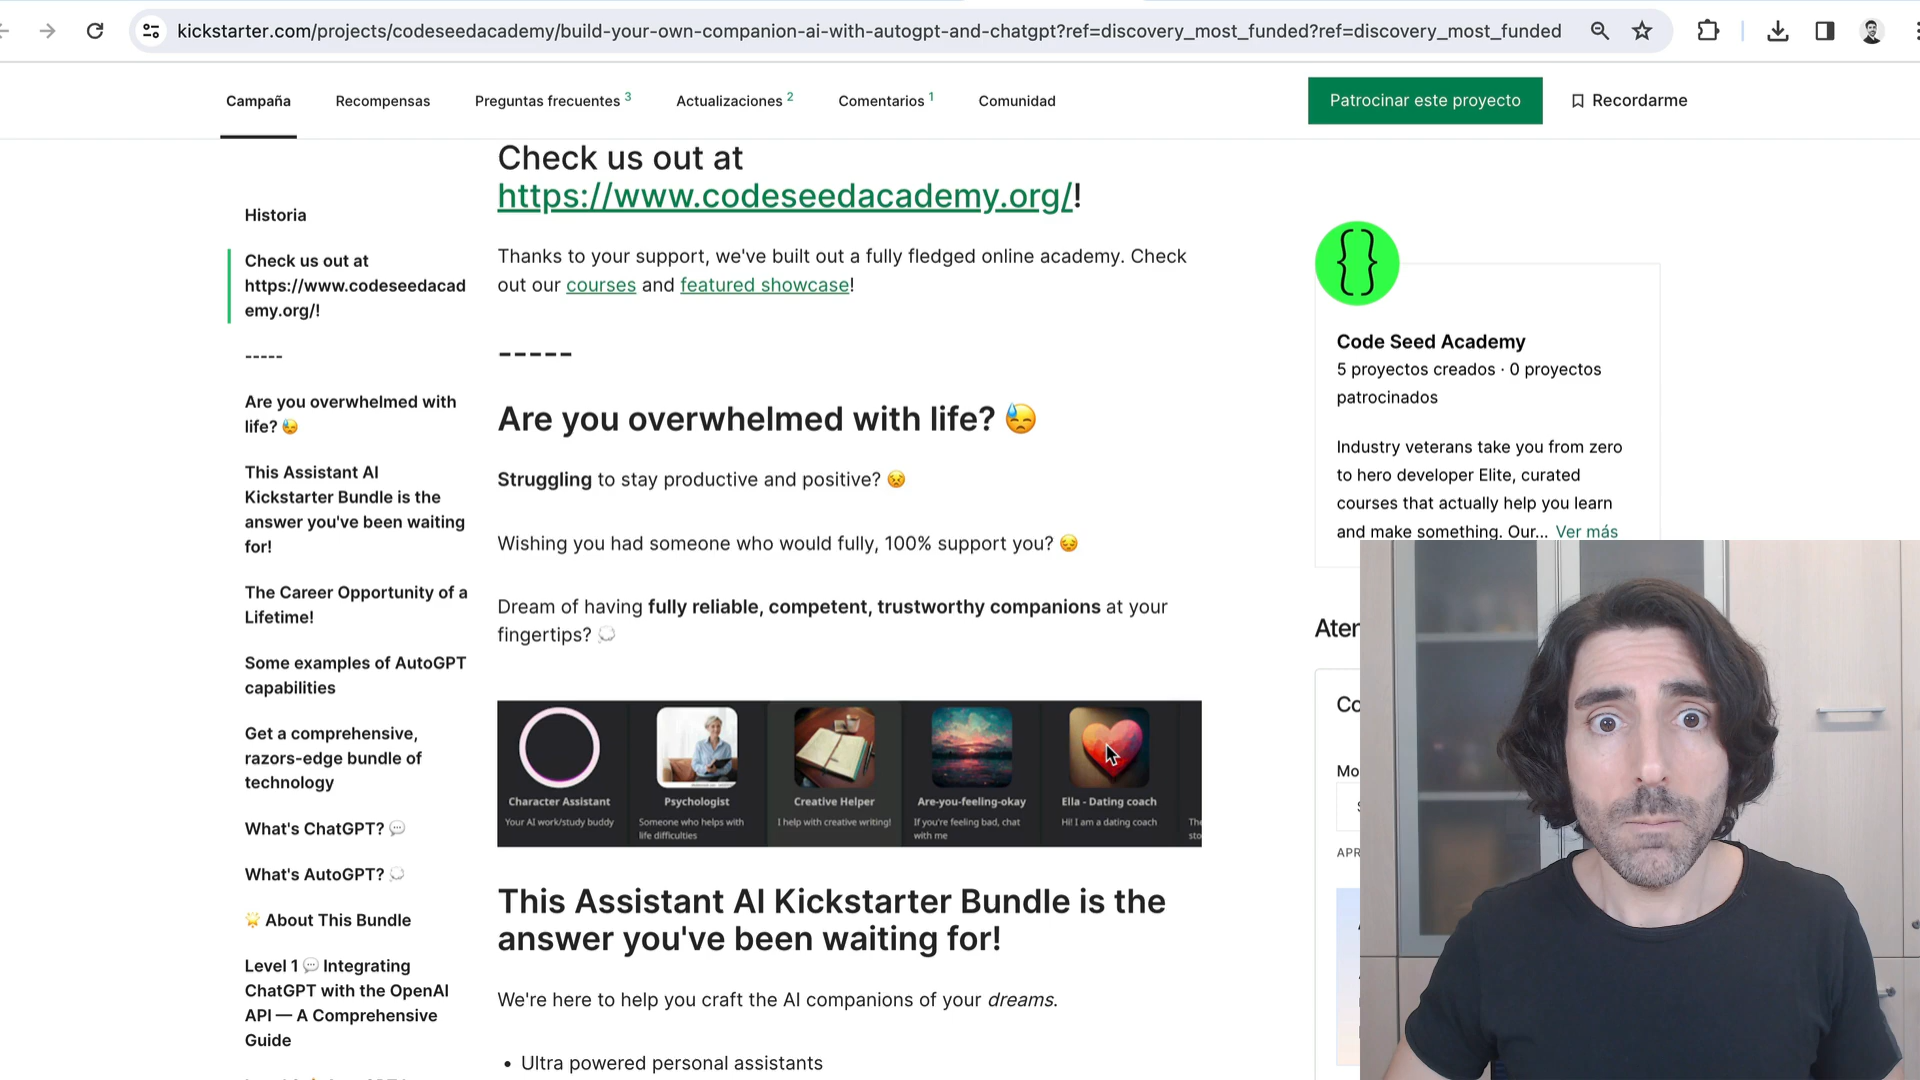 kickstarter.com/projects/codeseedacademy/build-your-own-companion-ai-with-autogpt-and-chatgpt?ref=discovery_most_funded?ref=discovery_most_funded
Campaña
Recompensas
Preguntas frecuentes 3
Actualizaciones 2
Comentarios 1
Comunidad
Patrocinar este proyecto
Recordarme
Historia
Check us out at
https://www.codeseedacad
emy.org/!
-----
Are you overwhelmed with
life? 😓
This Assistant AI
Kickstarter Bundle is the
answer you've been waiting
for!
The Career Opportunity of a
Lifetime!
Some examples of AutoGPT
capabilities
Get a comprehensive,
razors-edge bundle of
technology
What's ChatGPT? 💬
What's AutoGPT? 💭
🌟 About This Bundle
Level 1 💬 Integrating
ChatGPT with the OpenAI
API — A Comprehensive
Guide
Check us out at
https://www.codeseedacademy.org/!
Thanks to your support, we've built out a fully fledged online academy. Check
out our courses and featured showcase!
-----
Are you overwhelmed with life? 😓
Struggling to stay productive and positive? 😣
Wishing you had someone who would fully, 100% support you? 😔
Dream of having fully reliable, competent, trustworthy companions at your
fingertips? 💭
Character Assistant
Your AI work/study buddy
Psychologist
Someone who helps with
life difficulties
Creative Helper
I help with creative writing!
Are-you-feeling-okay
If you're feeling bad, chat
with me
Ella - Dating coach
Hi! I am a dating coach
This Assistant AI Kickstarter Bundle is the
answer you've been waiting for!
We're here to help you craft the AI companions of your dreams.
• Ultra powered personal assistants
{}
Code Seed Academy
5 proyectos creados · 0 proyectos
patrocinados
Industry veterans take you from zero
to hero developer Elite, curated
courses that actually help you learn
and make something. Our... Ver más
Aten
Co
Mo
APR